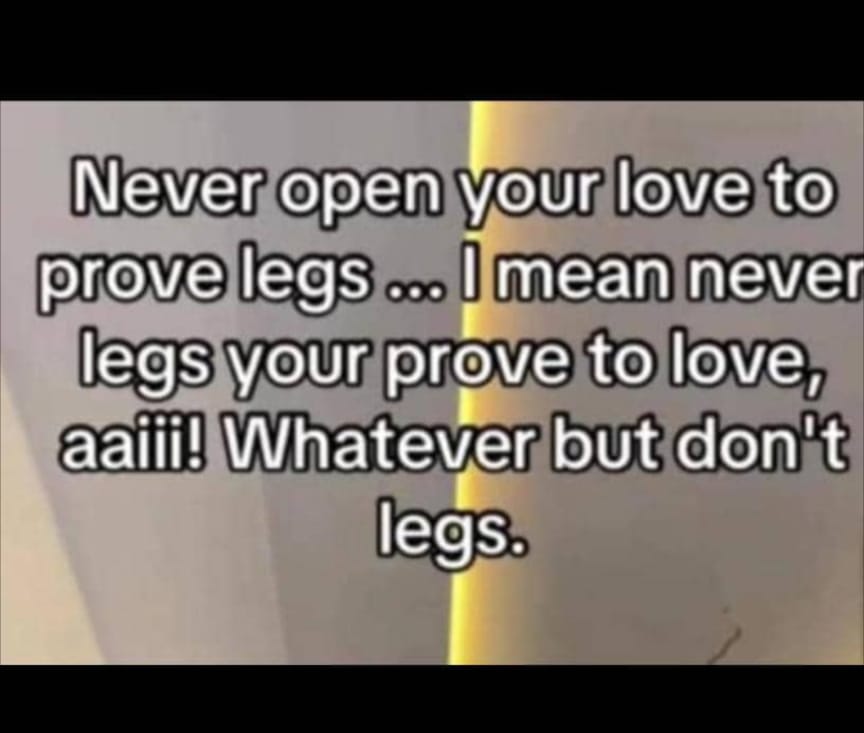 Never open your love to
prove legs ... I mean never
legs your prove to love,
aaiii! Whatever but don't
legs.